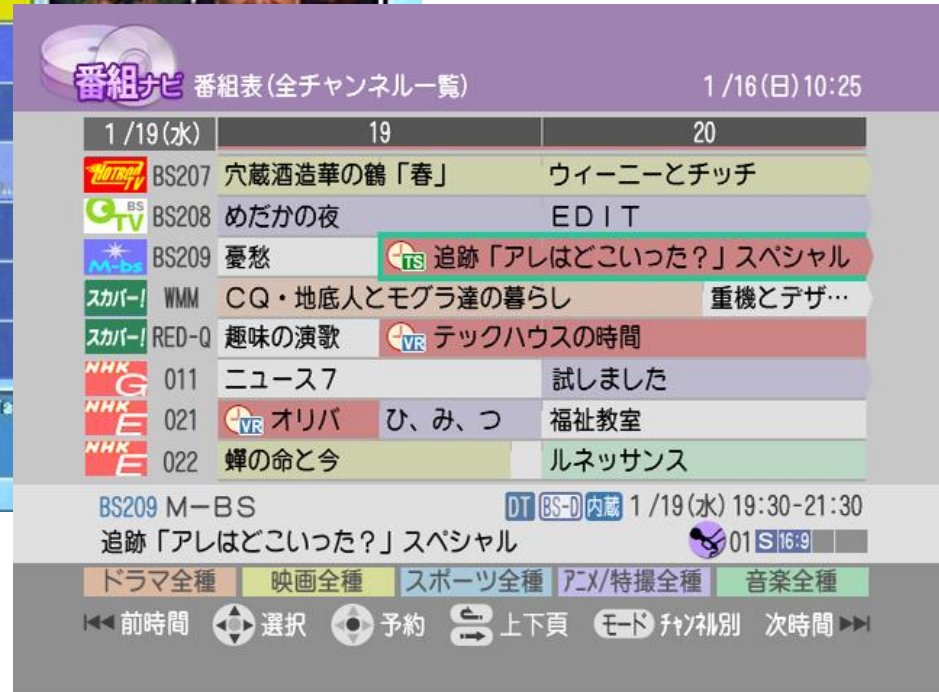 番組ナビ 番組表(全チャンネル一覧) 1/16(日)10:25
1/19(水) 19 20
HOTROD TV BS207 穴蔵酒造華の鶴「春」 ウィーニーとチッチ
BS TV BS208 めだかの夜 EDIT
M-bs BS209 憂愁 TS 追跡「アレはどこいった?」スペシャル
スカパー! WMM CQ・地底人とモグラ達の暮らし 重機とデザ…
スカパー! RED-Q 趣味の演歌 VR テックハウスの時間
NHK G 011 ニュース7 試しました
NHK E 021 VR オリバ ひ、み、つ 福祉教室
NHK E 022 蟬の命と今 ルネッサンス
BS209 M-BS DT BS-D 内蔵 1/19(水) 19:30-21:30
追跡「アレはどこいった?」スペシャル 01 S 16:9
ドラマ全種 映画全種 スポーツ全種 アニメ/特撮全種 音楽全種
前時間 選択 予約 上下頁 モード チャンネル別 次時間